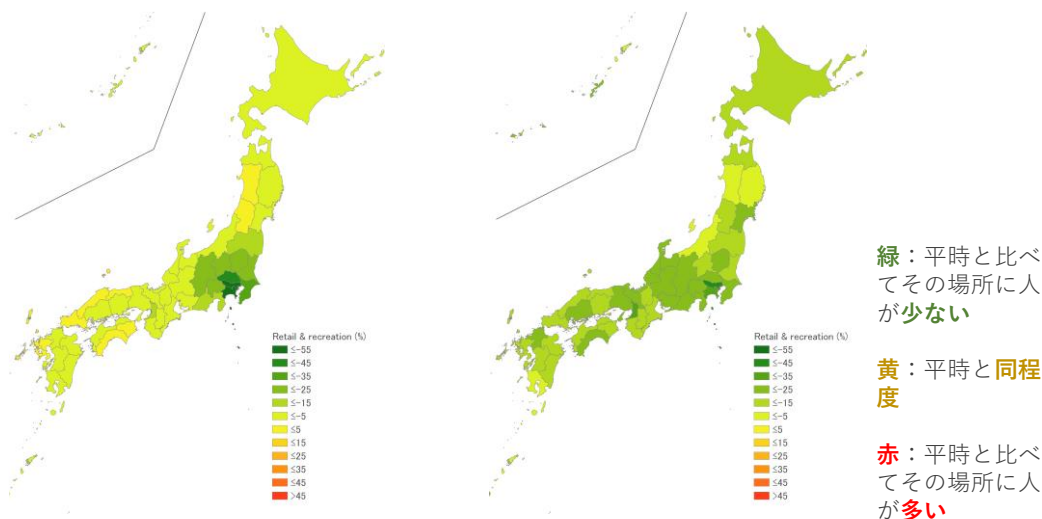 Retail & recreation (%)
≤-55
≤-45
≤-35
≤-25
≤-15
≤-5
≤5
≤15
≤25
≤35
≤45
>45
Retail & recreation (%)
≤-55
≤-45
≤-35
≤-25
≤-15
≤-5
≤5
≤15
≤25
≤35
≤45
>45
緑：平時と比べ
てその場所に人
が少ない
黄：平時と同程
度
赤：平時と比べ
てその場所に人
が多い